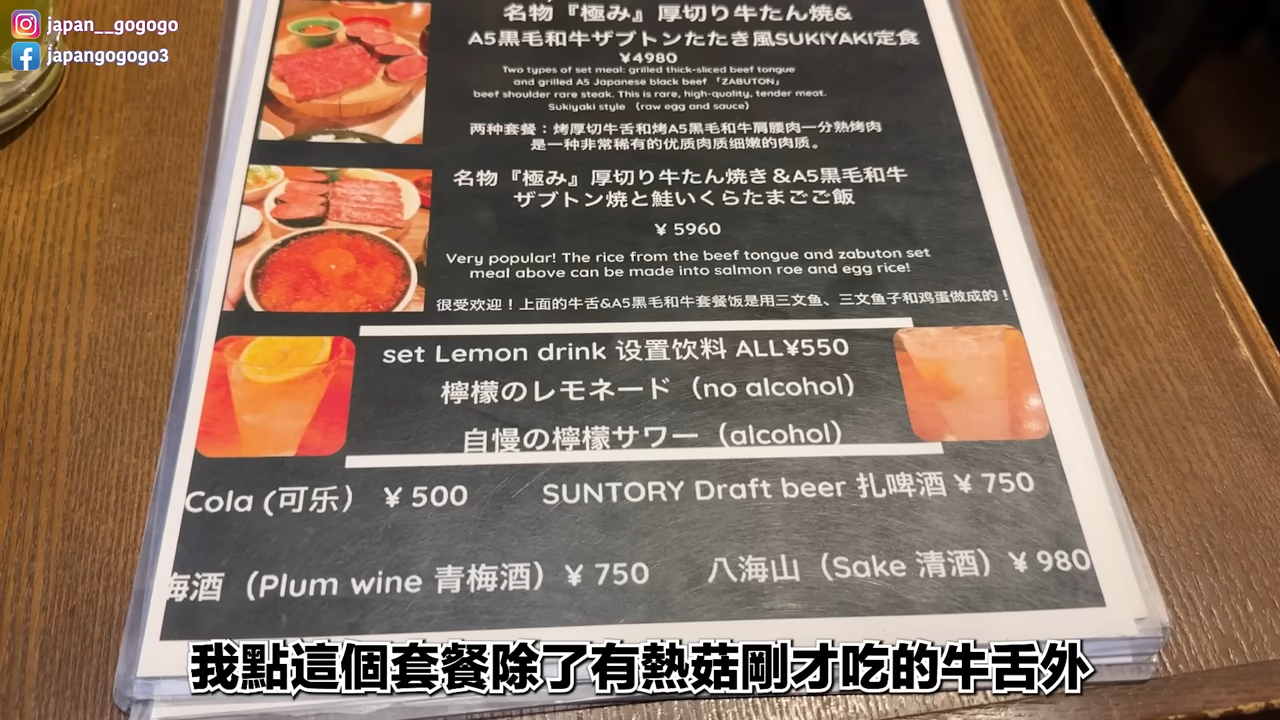 japan__gogogo
japangogogo3
名物『極み』厚切り牛たん焼&
A5黒毛和牛ザブトンたたき風SUKIYAKI定食
¥4980
Two types of set meal: grilled thick-sliced beef tongue
and grilled A5 Japanese black beef 「ZABUTON」
beef shoulder rare steak. This is rare, high-quality, tender meat.
Sukiyaki style （raw egg and sauce）
两种套餐：烤厚切牛舌和烤A5黑毛和牛肩腰肉一分熟烤肉
是一种非常稀有的优质肉质细嫩的肉质。
名物『極み』厚切り牛たん焼き&A5黒毛和牛
ザブトン焼と鮭いくらたまごご飯
¥ 5960
Very popular! The rice from the beef tongue and zabuton set
meal above can be made into salmon roe and egg rice!
很受欢迎！上面的牛舌&A5黑毛和牛套餐饭是用三文鱼、三文鱼子和鸡蛋做成的！
set Lemon drink 设置饮料 ALL¥550
檸檬のレモネード（no alcohol）
自慢の檸檬サワー（alcohol）
Cola (可乐） ¥ 500 SUNTORY Draft beer 扎啤酒 ¥ 750
梅酒（Plum wine 青梅酒）¥ 750 八海山（Sake 清酒）¥ 980
我點這個套餐除了有熱菇剛才吃的牛舌外